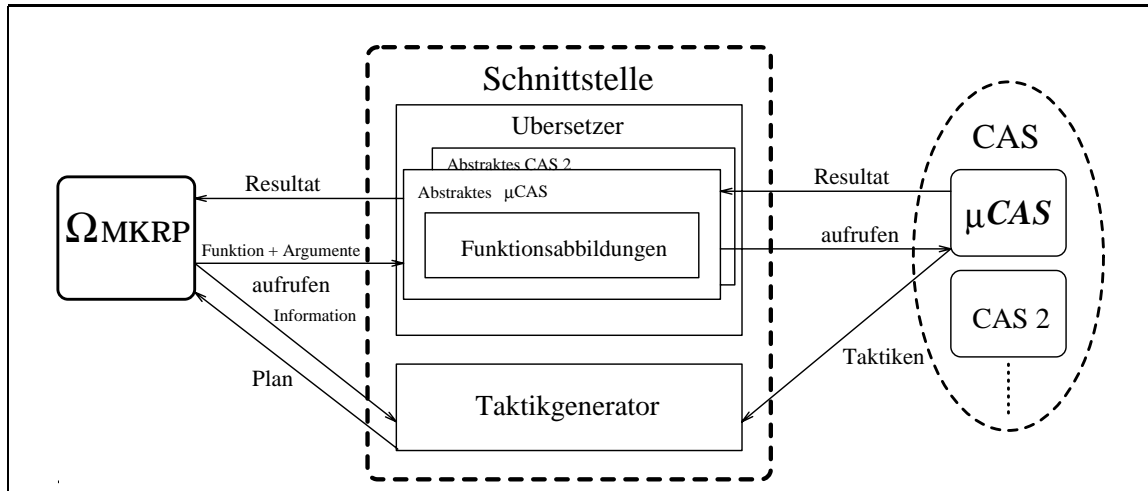 Schnittstelle
Ubersetzer
CAS
Abstraktes CAS 2
Resultat
Abstraktes μCAS
Resultat
ΩMKRP
μCAS
Funktion + Argumente
Funktionsabbildungen
aufrufen
aufrufen
Information
CAS 2
Plan
Taktiken
Taktikgenerator